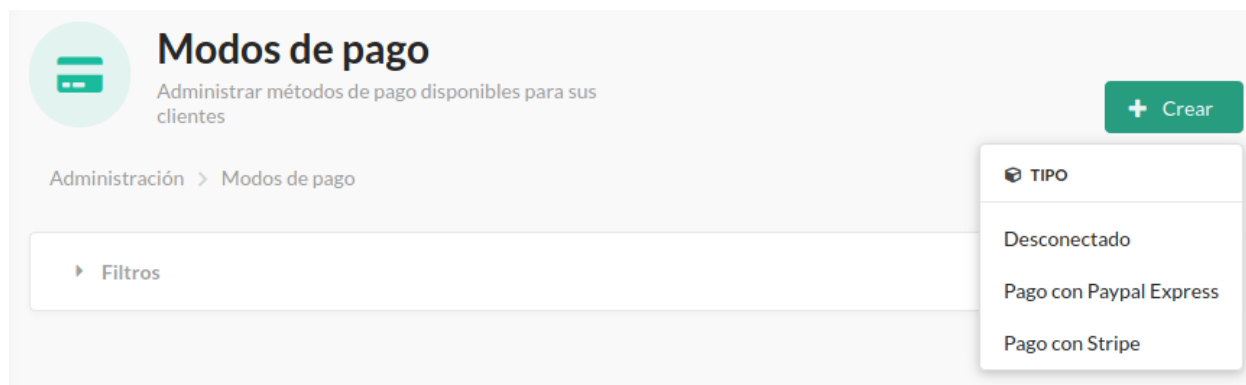 Modos de pago
Administrar métodos de pago disponibles para sus
clientes
Crear
Administración > Modos de pago
TIPO
Desconectado
Filtros
Pago con Paypal Express
Pago con Stripe